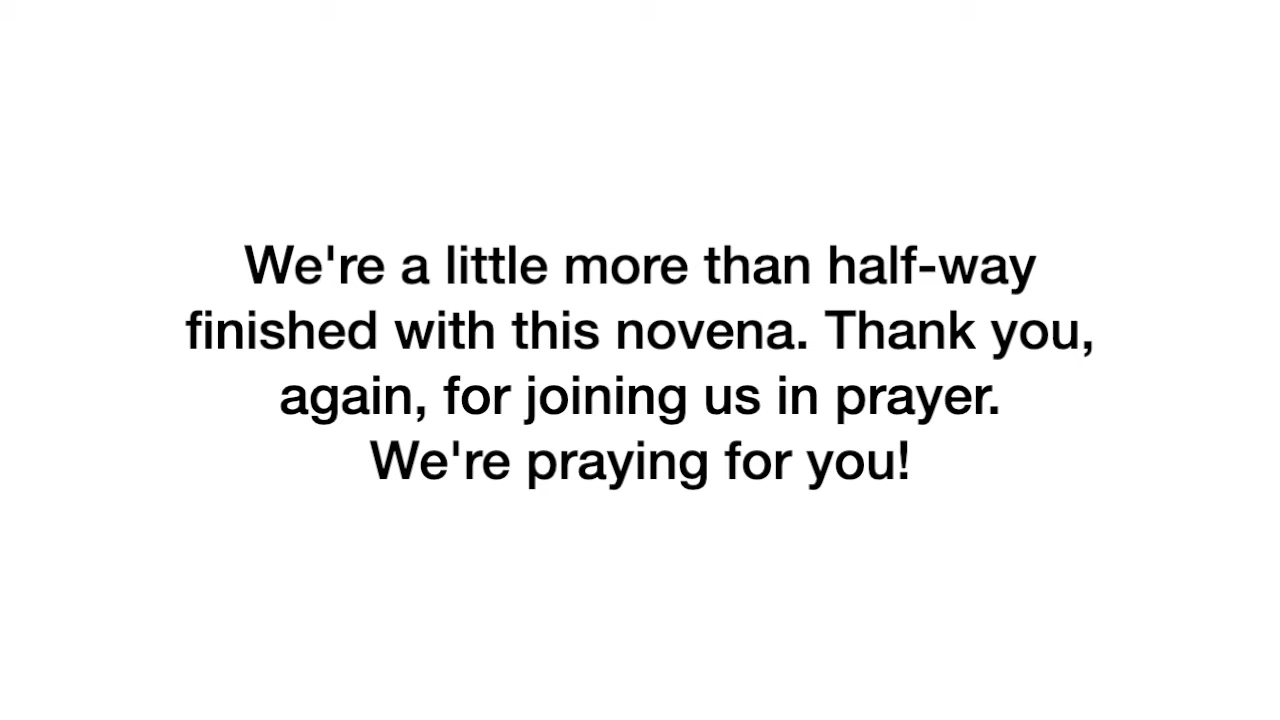 We're a little more than half-way
finished with this novena. Thank you,
again, for joining us in prayer.
We're praying for you!